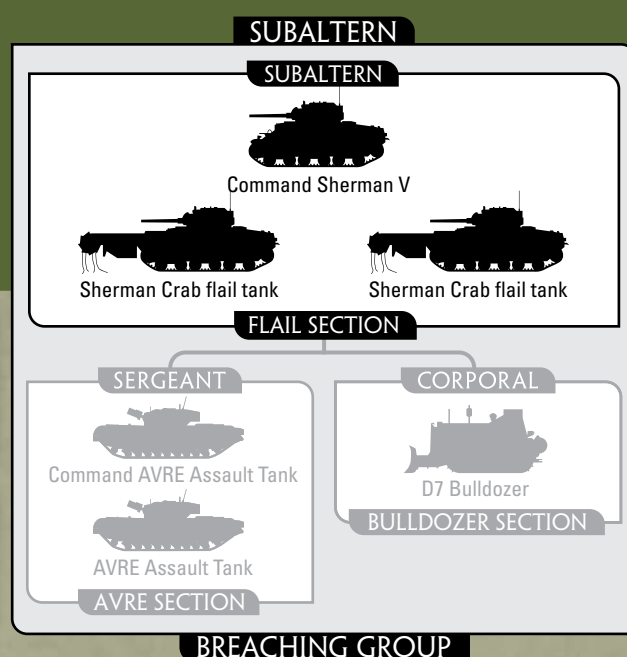 SUBALTERN
SUBALTERN
Command Sherman V
Sherman Crab flail tank
Sherman Crab flail tank
FLAIL SECTION
SERGEANT
Command AVRE Assault Tank
AVRE Assault Tank
AVRE SECTION
CORPORAL
D7 Bulldozer
BULLDOZER SECTION
BREACHING GROUP